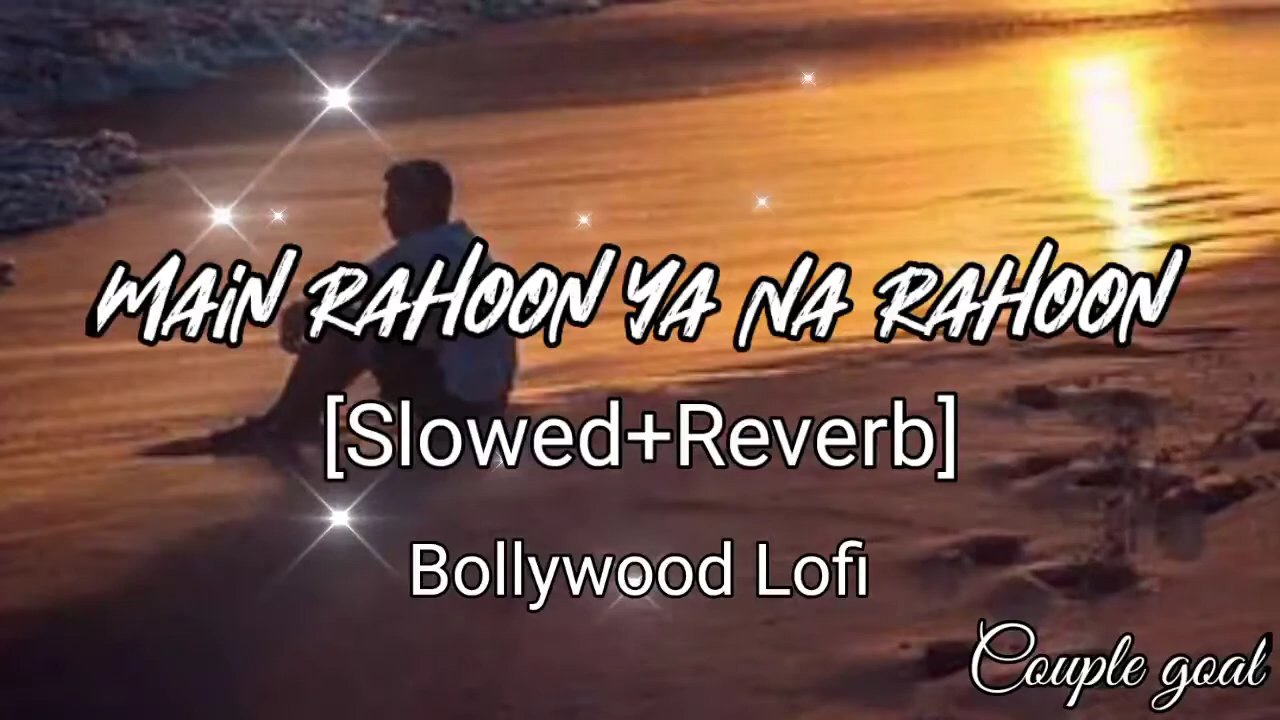 MAIN RAHOON YA NA RAHOON
[Slowed+Reverb]
Bollywood Lofi
Couple goal